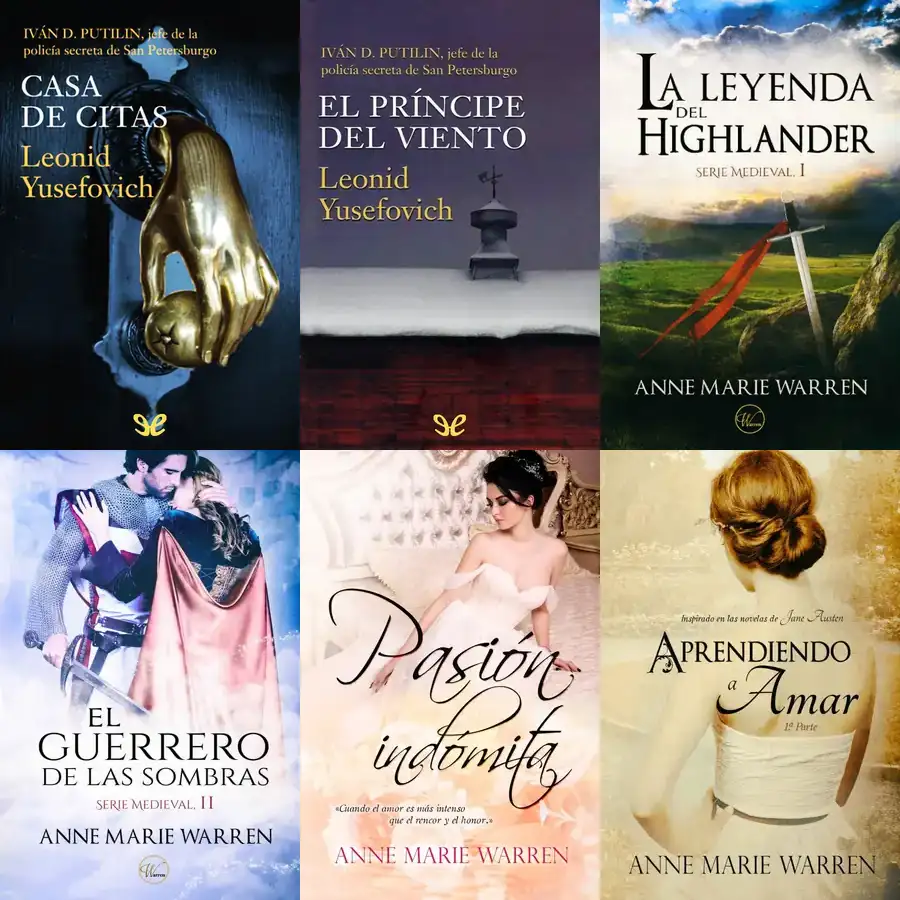 IVÁN D. PUTILIN, jefe de la
policía secreta de San Petersburgo
CASA
DE CITAS
Leonid
Yusefovich
IVÁN D. PUTILIN, jefe de la
policía secreta de San Petersburgo
EL PRÍNCIPE
DEL VIENTO
Leonid
Yusefovich
LA LEYENDA
DEL
HIGHLANDER
SERIE MEDIEVAL, I
ANNE MARIE WARREN
Warren
EL
GUERRERO
DE LAS SOMBRAS
SERIE MEDIEVAL, II
ANNE MARIE WARREN
Warren
Pasión
indómita
«Cuando el amor es más intenso
que el rencor y el honor.»
ANNE MARIE WARREN
Inspirado en las novelas de Jane Austen
APRENDIENDO
a Amar
1ª Parte
ANNE MARIE WARREN